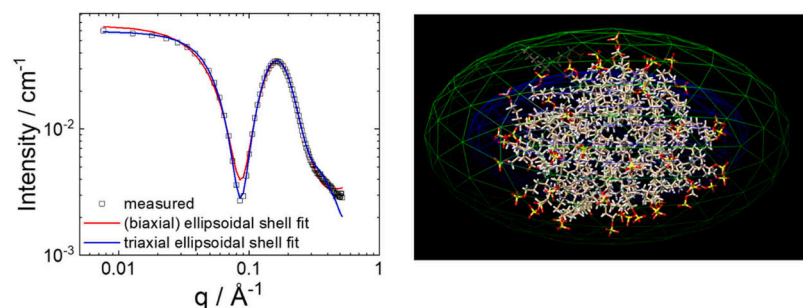 Intensity / cm⁻¹
10⁻²
10⁻³
measured
(biaxial) ellipsoidal shell fit
triaxial ellipsoidal shell fit
0.01
0.1
1
q / Å⁻¹